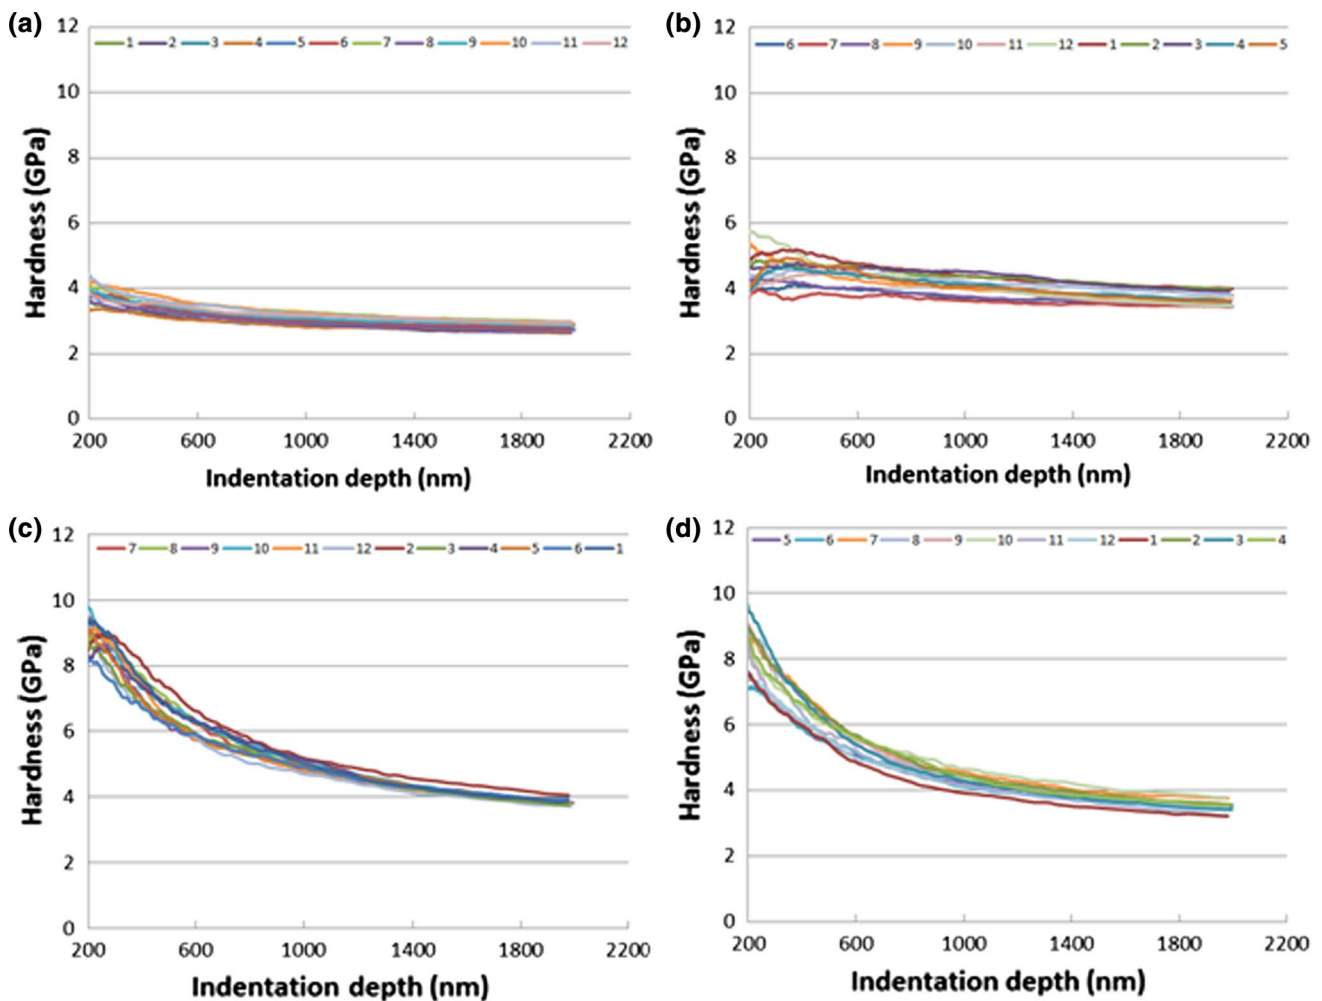 (a)
12
1 2 3 4 5 6 7 8 9 10 11 12
10
8
6
4
2
0
Hardness (GPa)
200 600 1000 1400 1800 2200
Indentation depth (nm)
(b)
12
6 7 8 9 10 11 12 1 2 3 4 5
10
8
6
4
2
0
Hardness (GPa)
200 600 1000 1400 1800 2200
Indentation depth (nm)
(c)
12
7 8 9 10 11 12 2 3 4 5 6 1
10
8
6
4
2
0
Hardness (GPa)
200 600 1000 1400 1800 2200
Indentation depth (nm)
(d)
12
5 6 7 8 9 10 11 12 1 2 3 4
10
8
6
4
2
0
Hardness (GPa)
200 600 1000 1400 1800 2200
Indentation depth (nm)